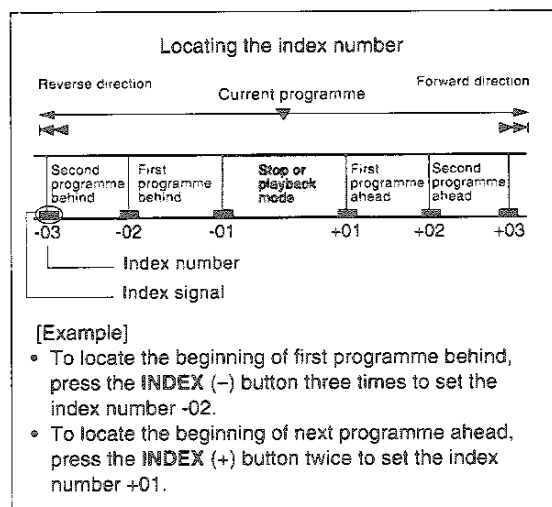 Locating the index number
Reverse direction
Forward direction
Current programme
Second programme behind
First programme behind
Stop or playback mode
First programme ahead
Second programme ahead
-03 -02 -01 +01 +02 +03
Index number
Index signal
[Example]
• To locate the beginning of first programme behind,
press the INDEX (–) button three times to set the
index number -02.
• To locate the beginning of next programme ahead,
press the INDEX (+) button twice to set the index
number +01.